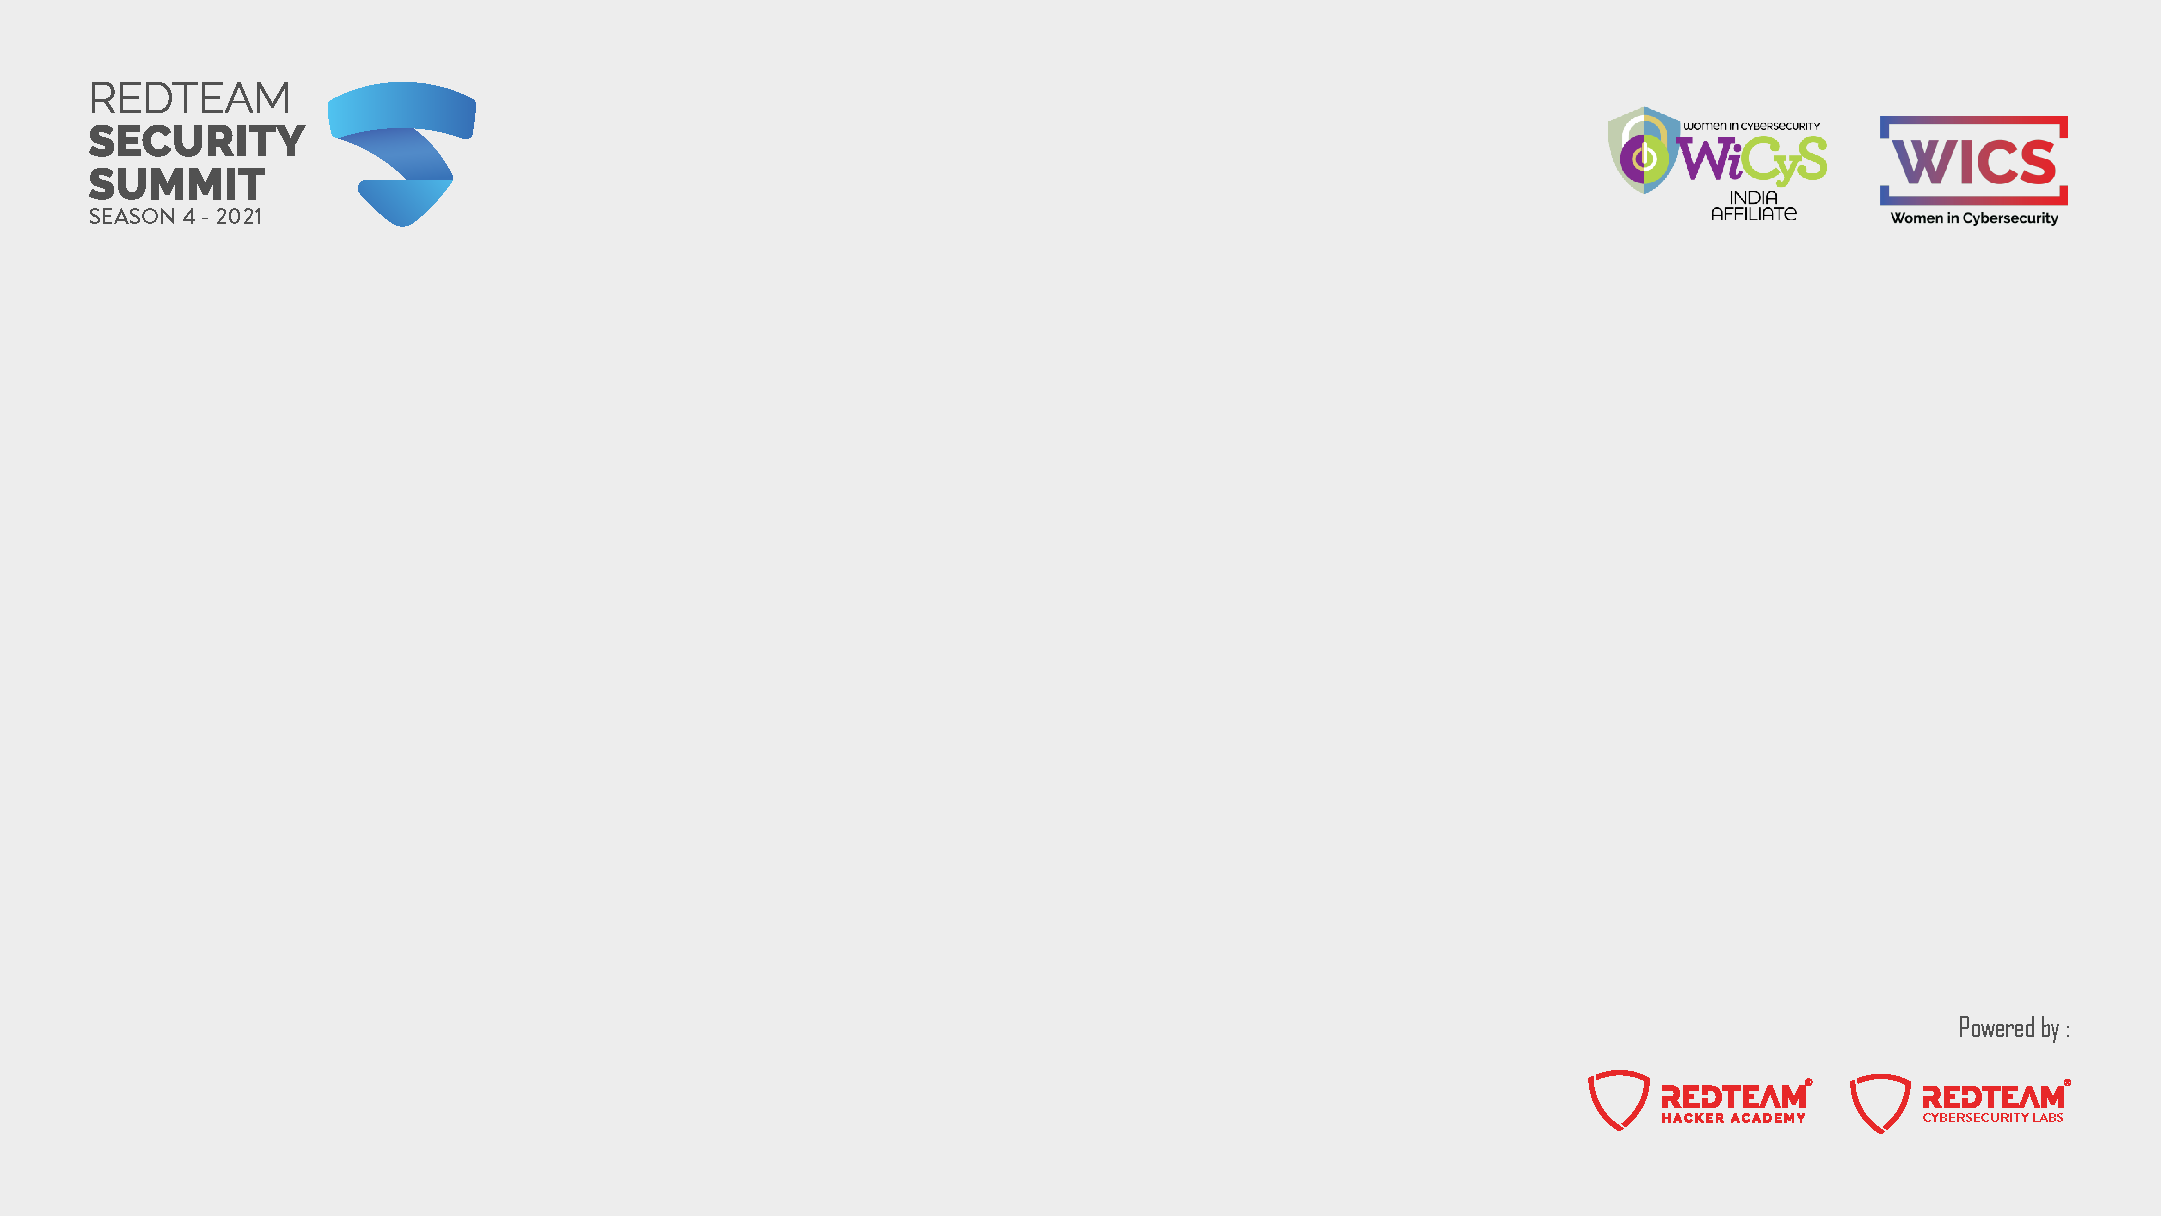 REDTEAM
SECURITY
SUMMIT
SEASON 4 - 2021
women in cybersecurity
WiCyS
INDIA
AFFILIATE
WICS
Women in Cybersecurity
Powered by :
REDTEAM®
HACKER ACADEMY
REDTEAM®
CYBERSECURITY LABS